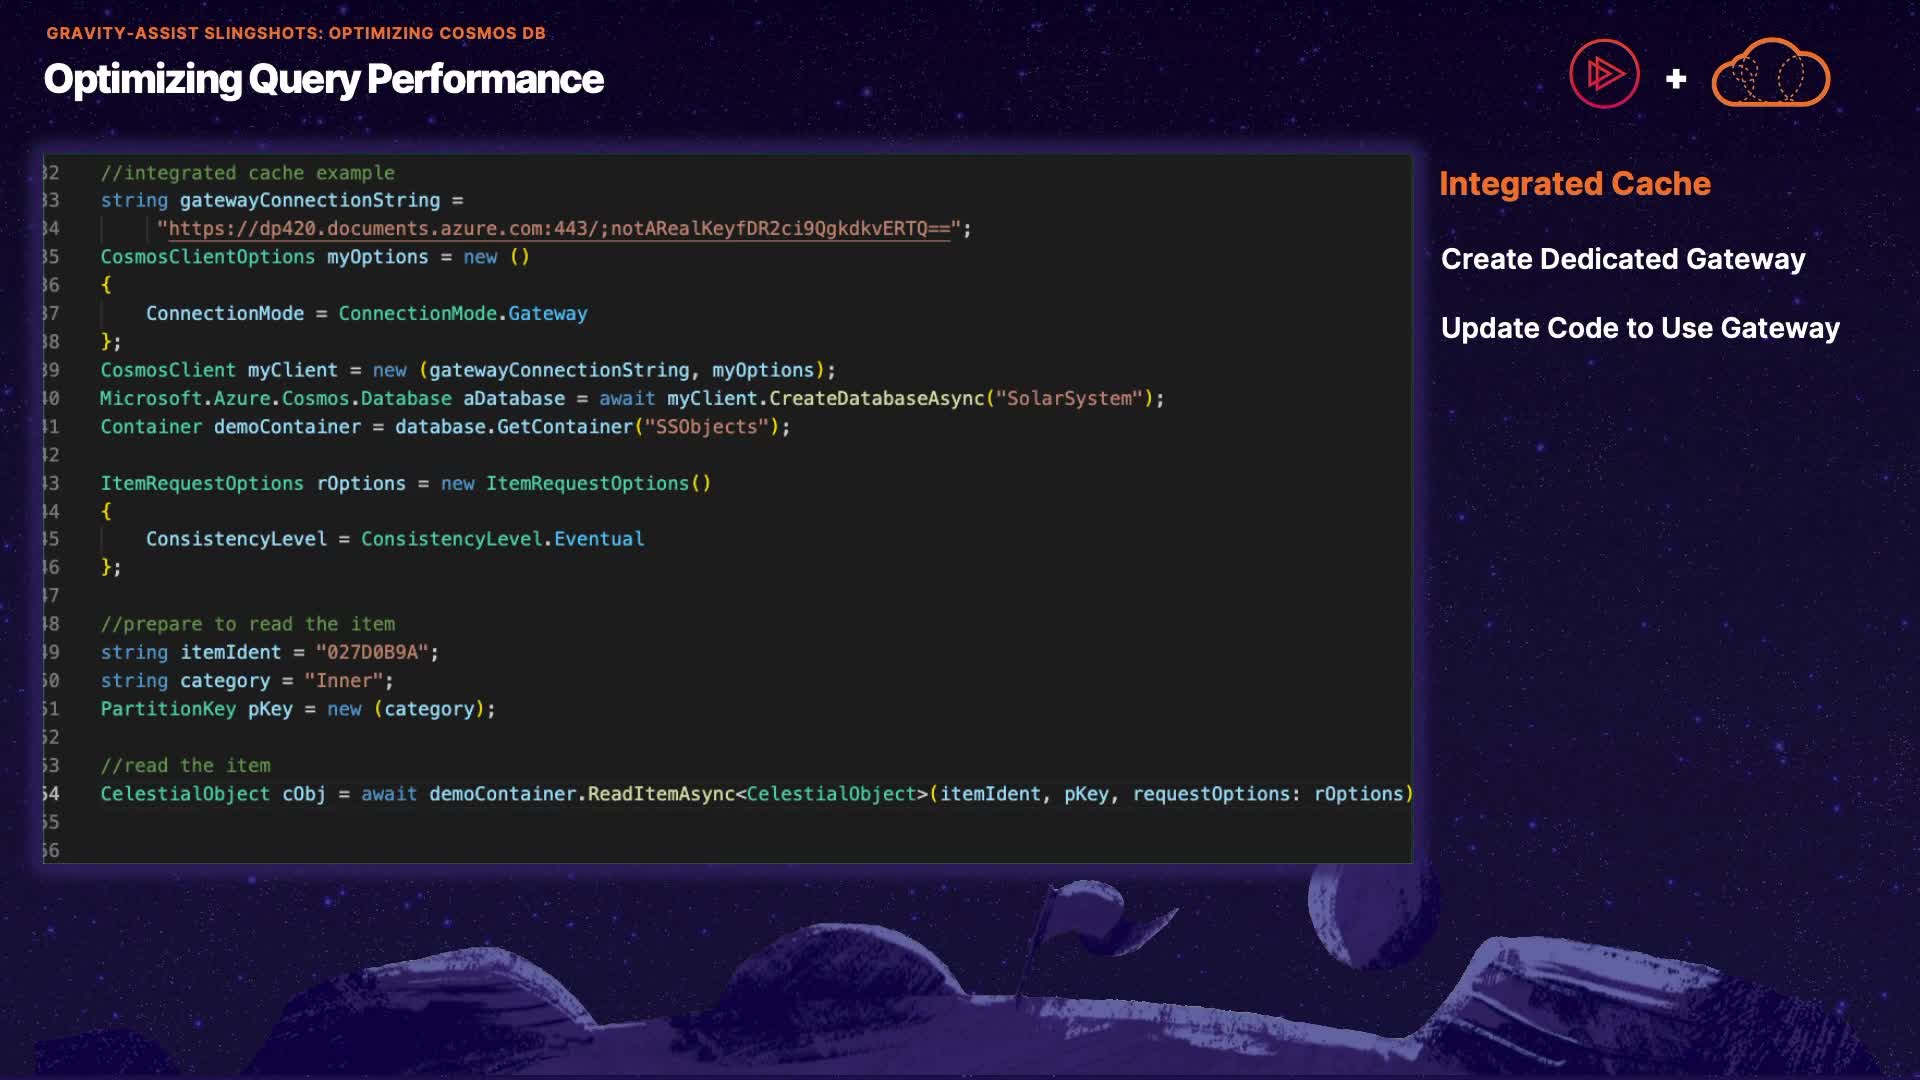 GRAVITY-ASSIST SLINGSHOTS: OPTIMIZING COSMOS DB
Optimizing Query Performance
+
32 //integrated cache example
33 string gatewayConnectionString =
34 "https://dp420.documents.azure.com:443/;notARealKeyfDR2ci9QgkdkvERTQ==";
35 CosmosClientOptions myOptions = new ()
36 {
37 ConnectionMode = ConnectionMode.Gateway
38 };
39 CosmosClient myClient = new (gatewayConnectionString, myOptions);
40 Microsoft.Azure.Cosmos.Database aDatabase = await myClient.CreateDatabaseAsync("SolarSystem");
41 Container demoContainer = database.GetContainer("SSObjects");
42
43 ItemRequestOptions rOptions = new ItemRequestOptions()
44 {
45 ConsistencyLevel = ConsistencyLevel.Eventual
46 };
47
48 //prepare to read the item
49 string itemIdent = "027D0B9A";
50 string category = "Inner";
51 PartitionKey pKey = new (category);
52
53 //read the item
54 CelestialObject cObj = await demoContainer.ReadItemAsync<CelestialObject>(itemIdent, pKey, requestOptions: rOptions)
55
56
Integrated Cache
Create Dedicated Gateway
Update Code to Use Gateway